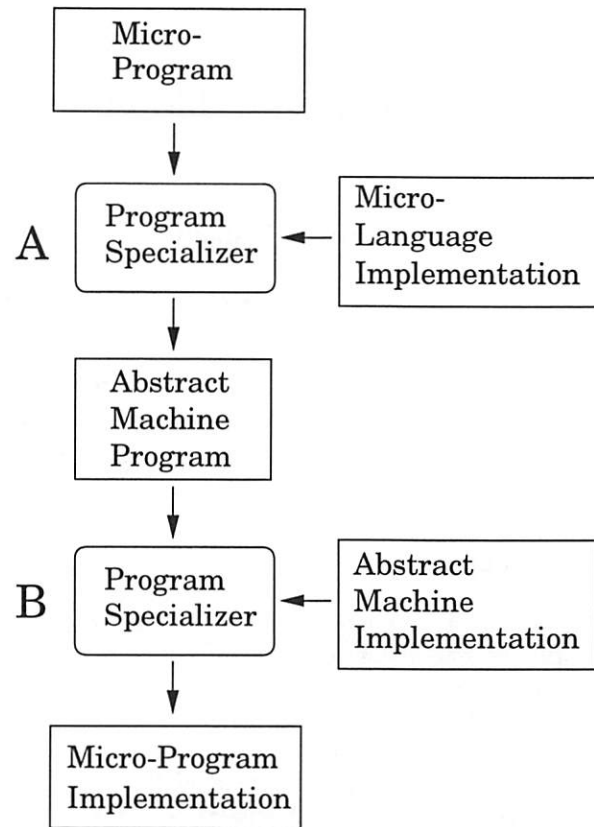 Micro-
Program
A
Program
Specializer
Micro-
Language
Implementation
Abstract
Machine
Program
B
Program
Specializer
Abstract
Machine
Implementation
Micro-Program
Implementation